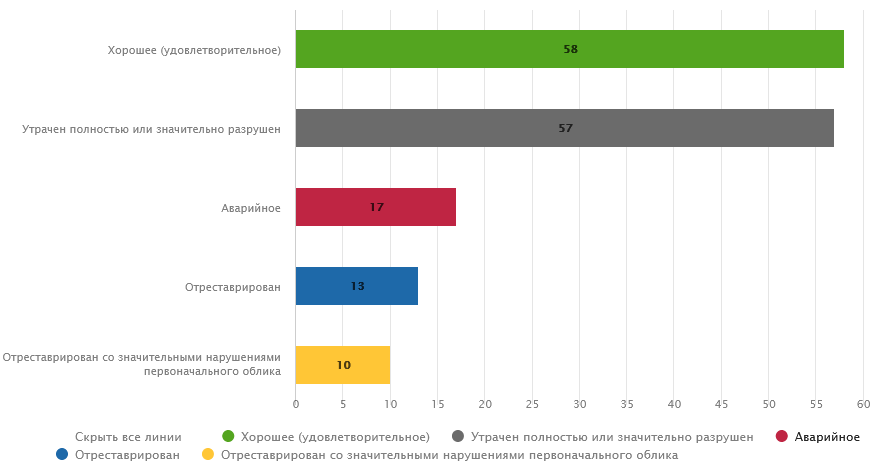 Хорошее (удовлетворительное)
58
Утрачен полностью или значительно разрушен
57
Аварийное
17
Отреставрирован
13
Отреставрирован со значительными нарушениями
первоначального облика
10
0 5 10 15 20 25 30 35 40 45 50 55 60
Скрыть все линии Хорошее (удовлетворительное) Утрачен полностью или значительно разрушен Аварийное
Отреставрирован Отреставрирован со значительными нарушениями первоначального облика